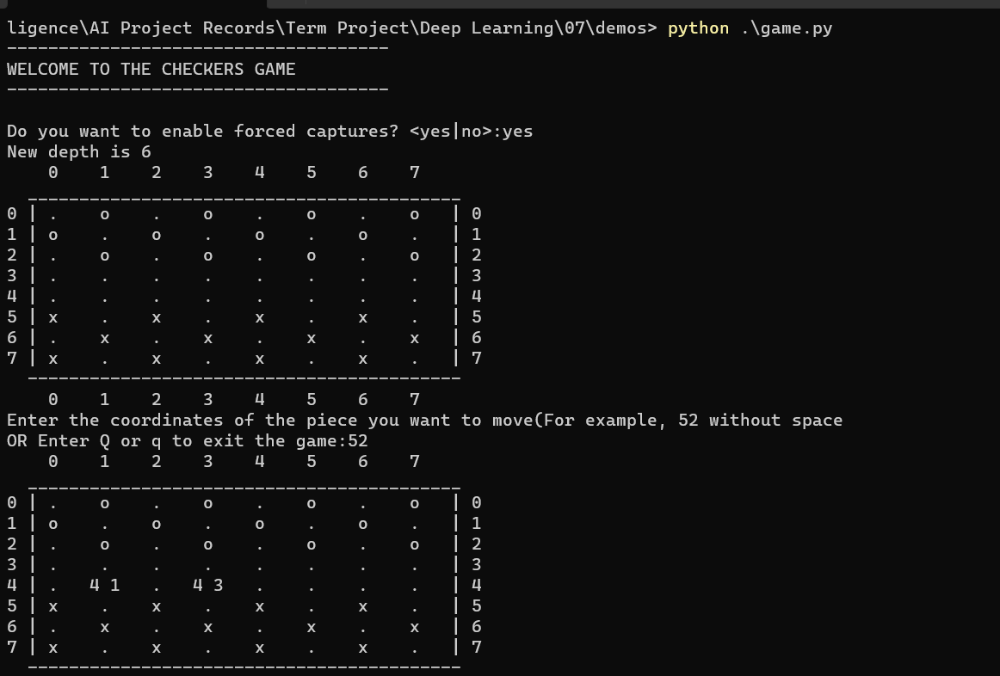 ligence\AI Project Records\Term Project\Deep Learning\07\demos> python .\game.py
-------------------------------------
WELCOME TO THE CHECKERS GAME
-------------------------------------
Do you want to enable forced captures? <yes|no>:yes
New depth is 6
    0    1    2    3    4    5    6    7
  __________________________________________
0 | .    o    .    o    .    o    .    o   | 0
1 | o    .    o    .    o    .    o    .   | 1
2 | .    o    .    o    .    o    .    o   | 2
3 | .    .    .    .    .    .    .    .   | 3
4 | .    .    .    .    .    .    .    .   | 4
5 | x    .    x    .    x    .    x    .   | 5
6 | .    x    .    x    .    x    .    x   | 6
7 | x    .    x    .    x    .    x    .   | 7
  ------------------------------------------
    0    1    2    3    4    5    6    7
Enter the coordinates of the piece you want to move(For example, 52 without space
OR Enter Q or q to exit the game:52
    0    1    2    3    4    5    6    7
  __________________________________________
0 | .    o    .    o    .    o    .    o   | 0
1 | o    .    o    .    o    .    o    .   | 1
2 | .    o    .    o    .    o    .    o   | 2
3 | .    .    .    .    .    .    .    .   | 3
4 | .   4 1   .   4 3   .    .    .    .   | 4
5 | x    .    x    .    x    .    x    .   | 5
6 | .    x    .    x    .    x    .    x   | 6
7 | x    .    x    .    x    .    x    .   | 7
  ------------------------------------------